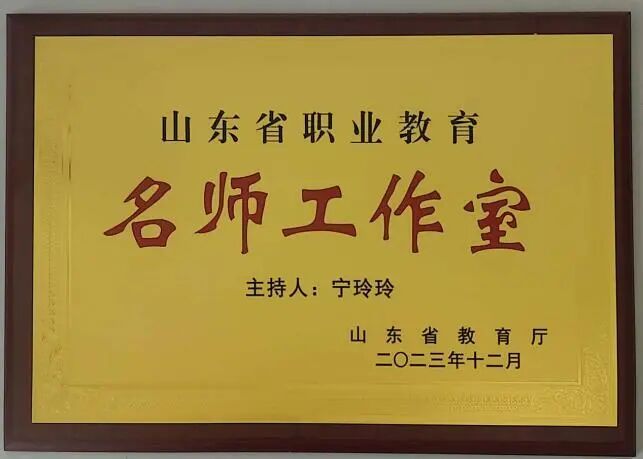 山东省职业教育
名师工作室
主持人：宁玲玲
山东省教育厅
二〇二三年十二月